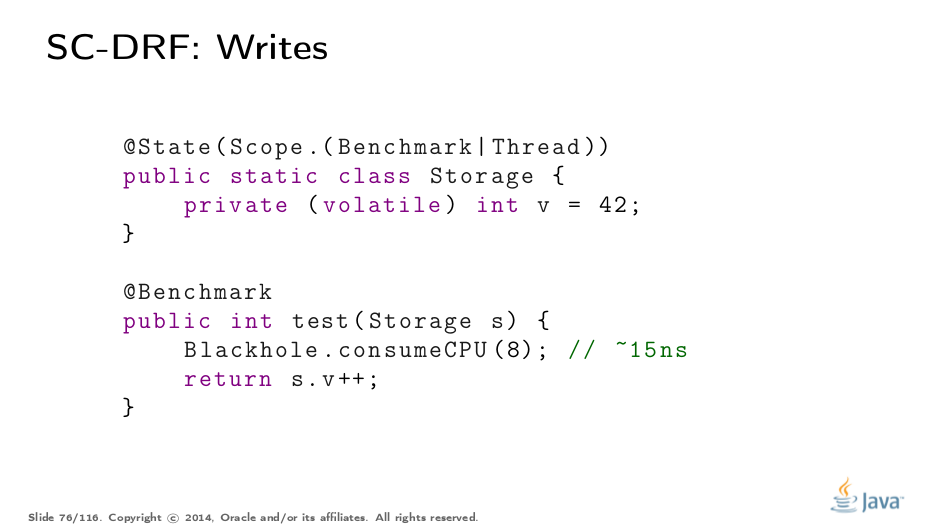 SC-DRF: Writes
@State(Scope.(Benchmark|Thread))
public static class Storage {
    private (volatile) int v = 42;
}
@Benchmark
public int test(Storage s) {
    Blackhole.consumeCPU(8); // ~15ns
    return s.v++;
}
Slide 76/116. Copyright © 2014, Oracle and/or its affiliates. All rights reserved.
Java™